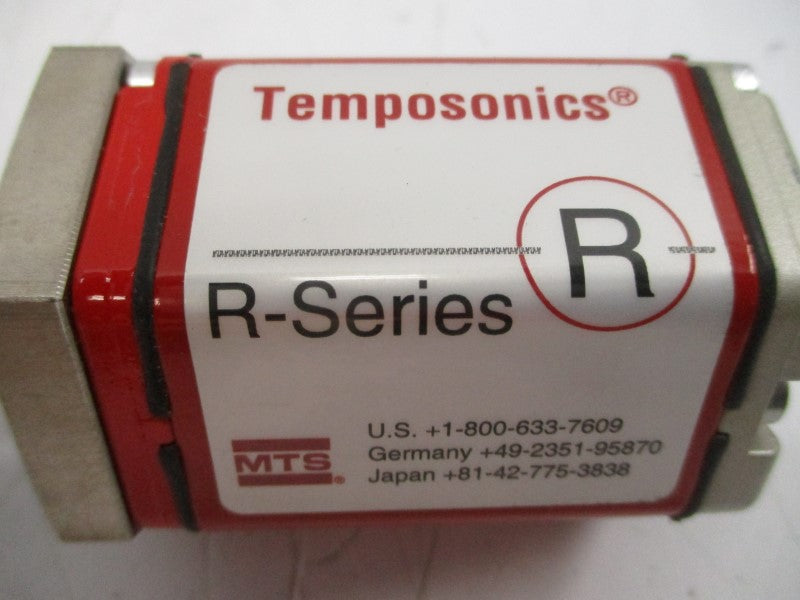 Temposonics®
R
R-Series
MTS®
U.S. +1-800-633-7609
Germany +49-2351-95870
Japan +81-42-775-3838